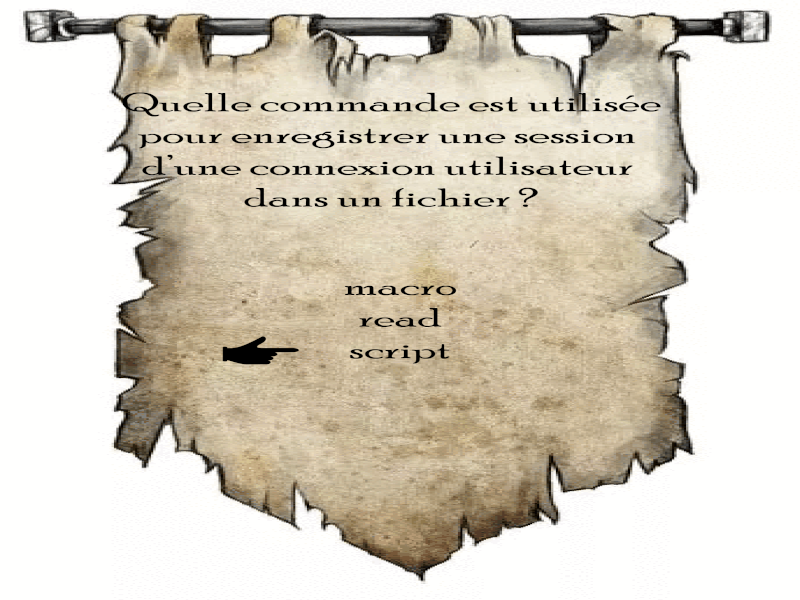 Quelle commande est utilisée
pour enregistrer une session
d'une connexion utilisateur
dans un fichier ?
macro
read
script